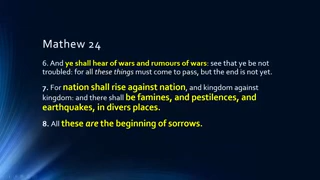 Mathew 24
6. And ye shall hear of wars and rumours of wars: see that ye be not
troubled: for all these things must come to pass, but the end is not yet.
7. For nation shall rise against nation, and kingdom against
kingdom: and there shall be famines, and pestilences, and
earthquakes, in divers places.
8. All these are the beginning of sorrows.